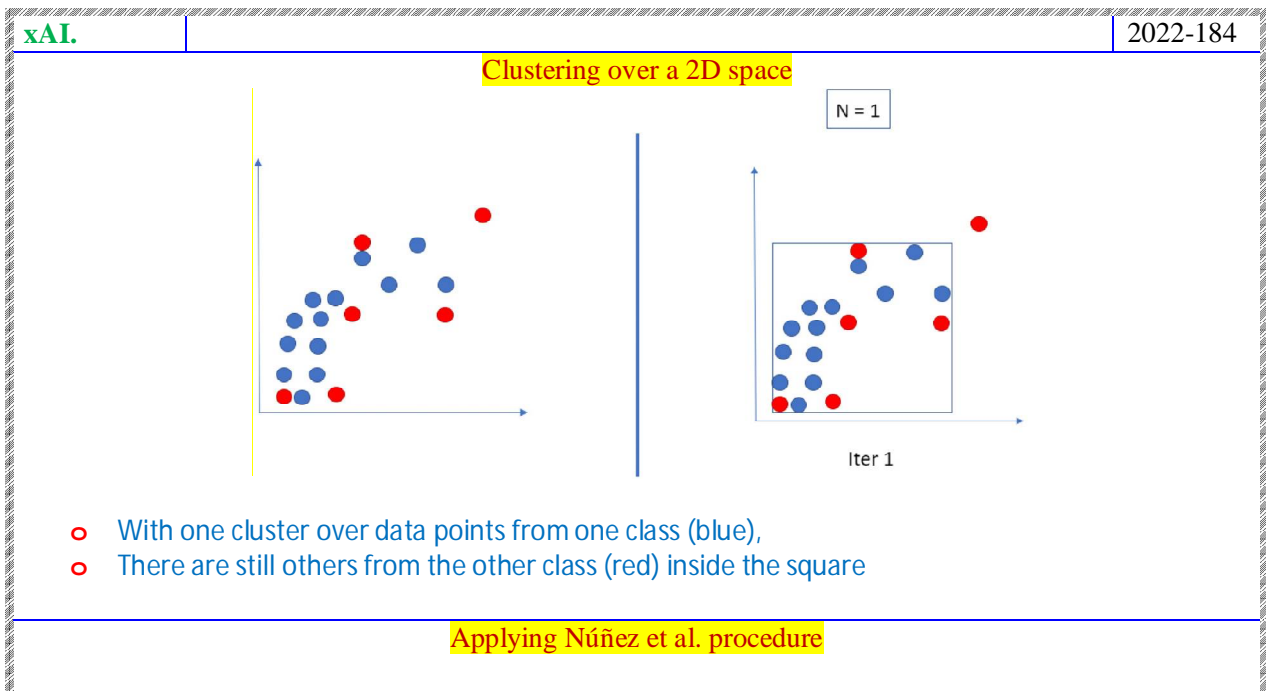 xAI. 2022-184
Clustering over a 2D space
N = 1
Iter 1
o With one cluster over data points from one class (blue),
o There are still others from the other class (red) inside the square
Applying Núñez et al. procedure